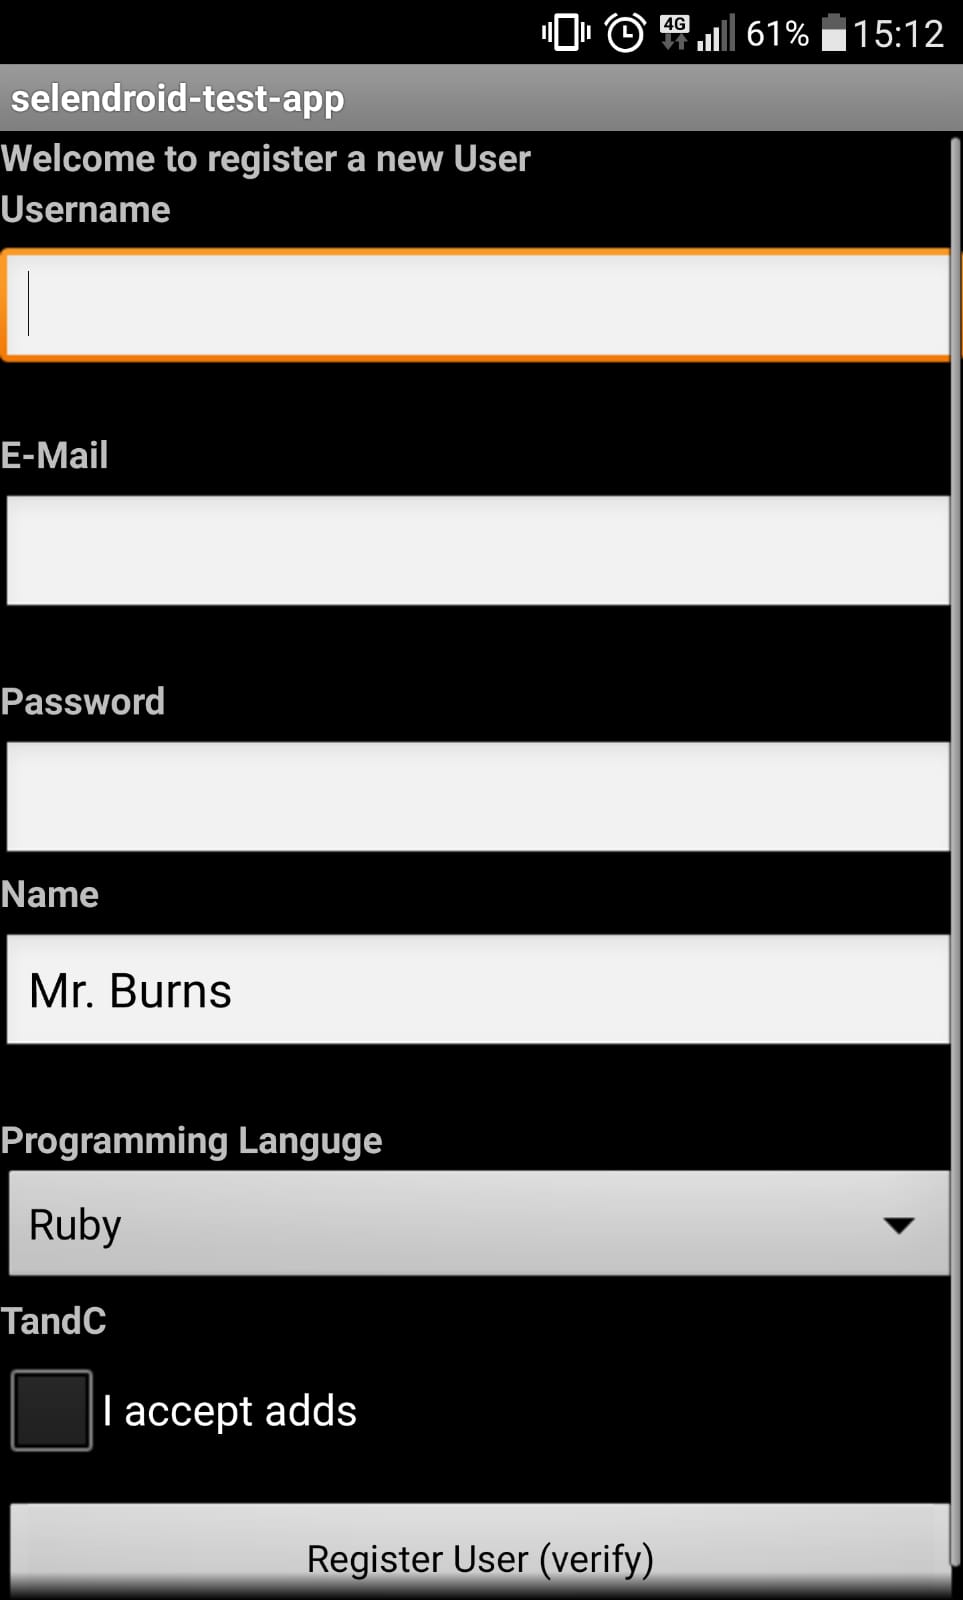 4G 61% 15:12
selendroid-test-app
Welcome to register a new User
Username
E-Mail
Password
Name
Mr. Burns
Programming Languge
Ruby
TandC
I accept adds
Register User (verify)